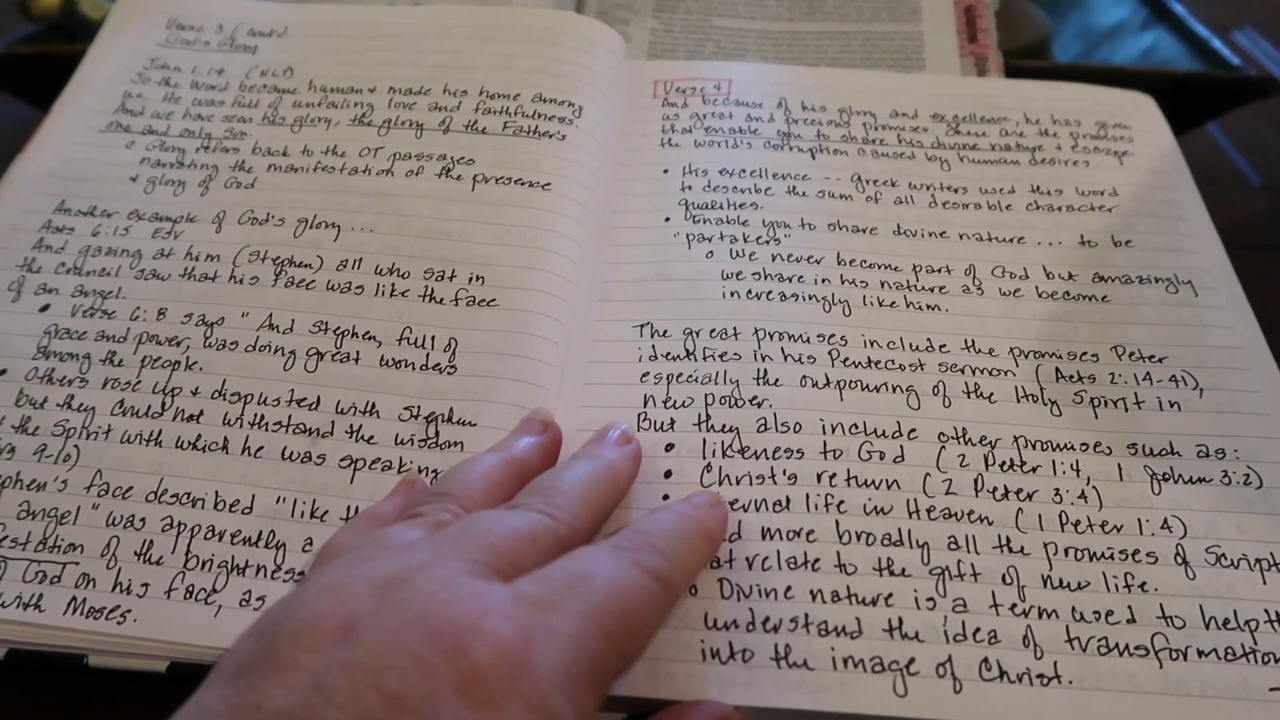 Verse 3 (cont'd
God's Glory
John 1:14 (NLT)
So the Word became human + made his home among
us. He was full of unfailing love and faithfulness.
And we have seen his glory, the glory of the Father's
one and only Son.
Glory refers back to the OT passages
narrating the manifestation of the presence
+ glory of God
Another example of God's glory...
Acts 6:15 ESV
And gazing at him (Stephen) all who sat in
the council saw that his face was like the face
of an angel.
• Verse 6:8 says "And Stephen, full of
grace and power, was doing great wonders
among the people.
• Others rose up + disputed with Stephen
but they could not withstand the wisdom
the Spirit with which he was speaking
9-10)
phen's face described "like th
angel" was apparently a
estation of the brightness
God on his face, as
with Moses.
Verse 4
And because of his glory and excellence, he has given
us great and precious promises. These are the promises
that enable you to share his divine nature + escape
the world's corruption caused by human desires.
• His excellence -- greek writers used this word
to describe the sum of all desirable character
qualities.
• Enable you to share divine nature... to be
"partakers"
o We never become part of God but amazingly
we share in his nature as we become
increasingly like him.
The great promises include the promises Peter
identifies in his Pentecost sermon (Acts 2:14-41),
especially the outpouring of the Holy Spirit in
new power.
But they also include other promises such as:
• likeness to God (2 Peter 1:4, 1 John 3:2)
• Christ's return (2 Peter 3:4)
• ernal life in Heaven (1 Peter 1:4)
d more broadly all the promises of Script
at relate to the gift of new life.
o Divine nature is a term used to help th
understand the idea of transformation
into the image of Christ.